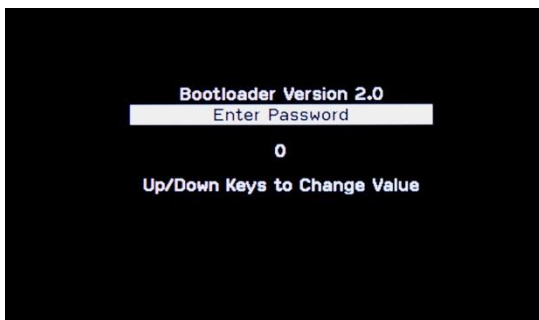 Bootloader Version 2.0
Enter Password
0
Up/Down Keys to Change Value